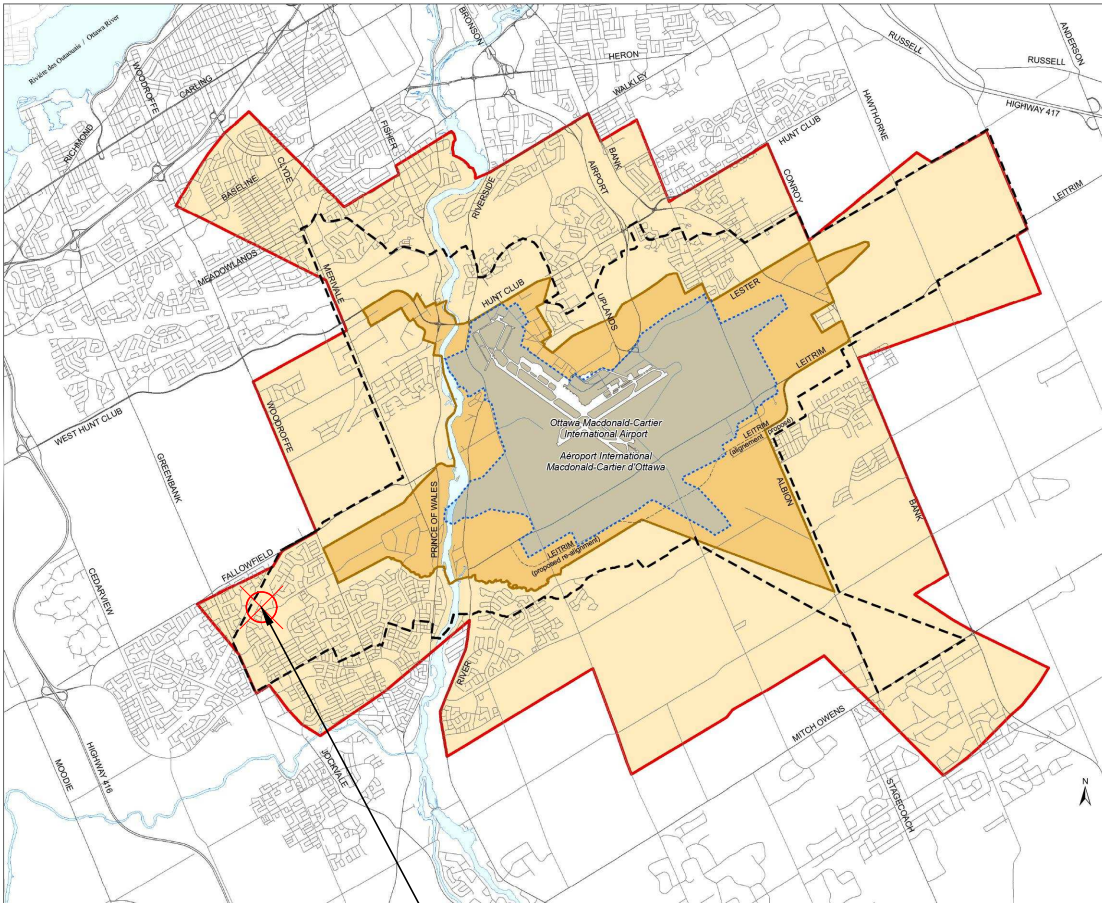 Rivière des Outaouais / Ottawa River
WOODROFFE
CARLING
RICHMOND
BRONSON
HERON
WALKLEY
FISHER
RUSSELL
ANDERSON
RUSSELL
HIGHWAY 417
HAWTHORNE
HUNT CLUB
BANK
AIRPORT
CONROY
LEITRIM
CLYDE
BASELINE
RIVERSIDE
MEADOWLANDS
MERIVALE
HUNT CLUB
UPLANDS
LESTER
LEITRIM
WEST HUNT CLUB
WOODROFFE
GREENBANK
Ottawa Macdonald-Cartier
International Airport
Aéroport International
Macdonald-Cartier d'Ottawa
LEITRIM
(alignement proposé)
ALBION
BANK
PRINCE OF WALES
LEITRIM
(proposed re-alignment)
FALLOWFIELD
CEDARVIEW
RIVER
HIGHWAY 416
MOODIE
JOCKVALE
MITCH OWENS
STAGECOACH
N